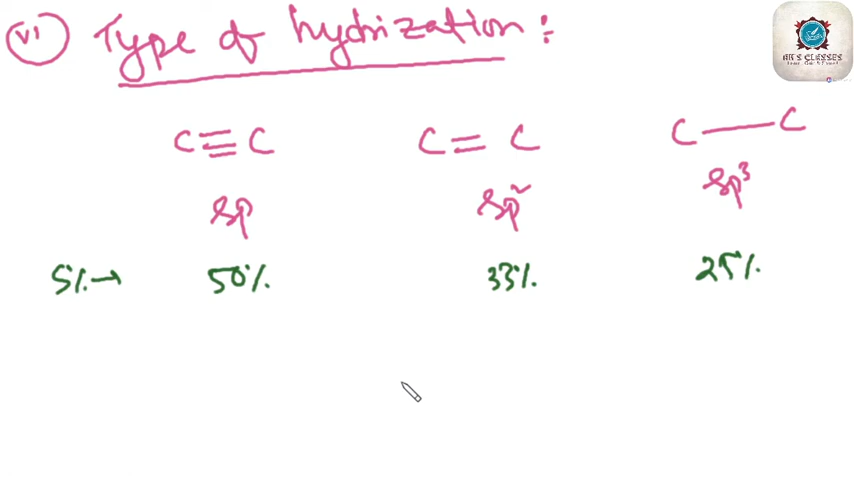 (vi) Type of hydrization :-
C≡C C=C C—C
sp sp² sp³
S% → 50% 33% 25%